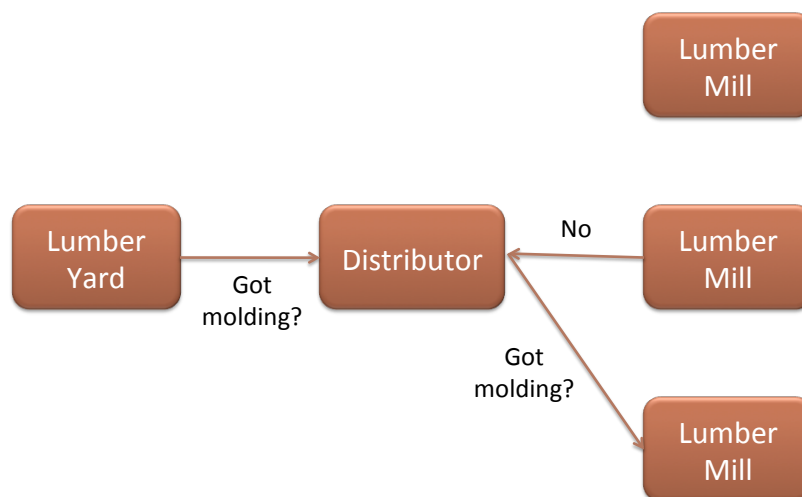 Lumber
Mill
Lumber
Yard
Got
molding?
Distributor
No
Lumber
Mill
Got
molding?
Lumber
Mill